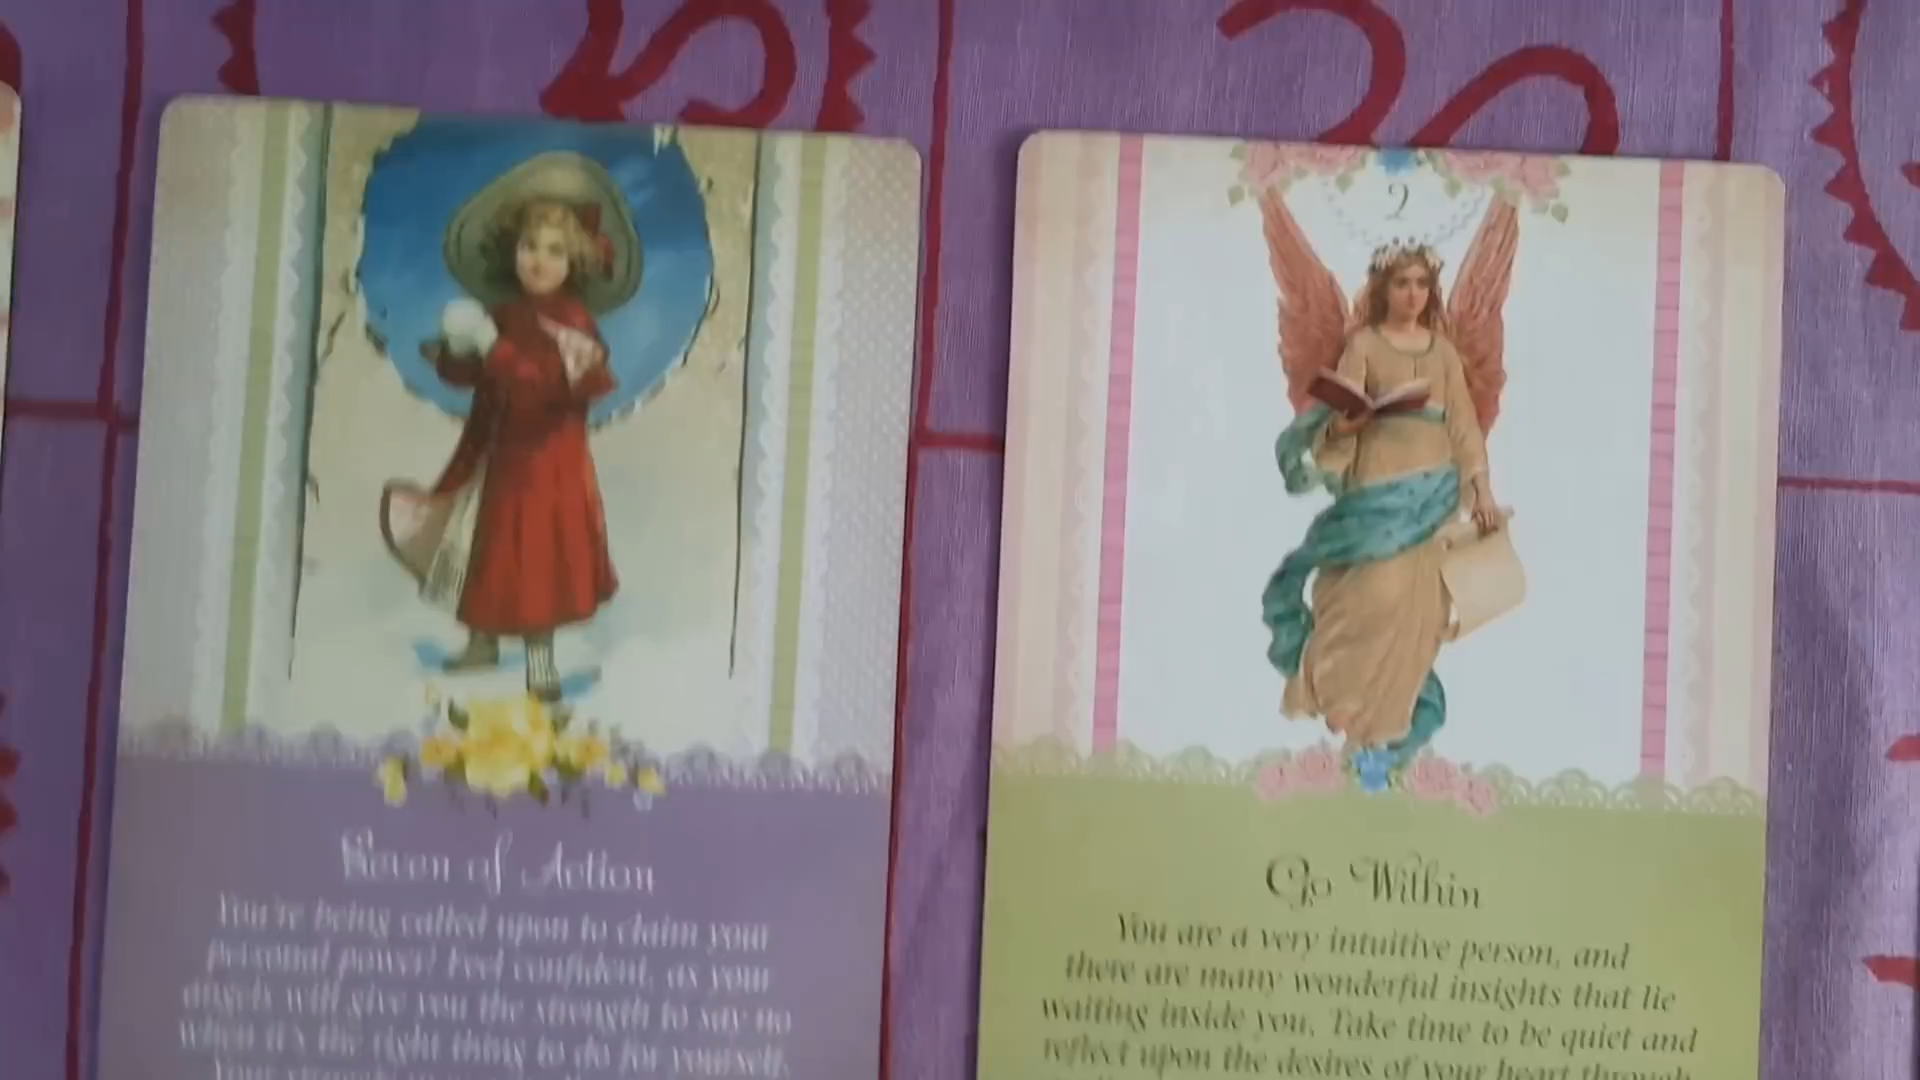 Seven of Action
You're being called upon to claim your
personal power! Feel confident, as your
angels will give you the strength to say no
when it's the right thing to do for yourself.
Your
2
Go Within
You are a very intuitive person, and
there are many wonderful insights that lie
waiting inside you. Take time to be quiet and
reflect upon the desires of your heart through